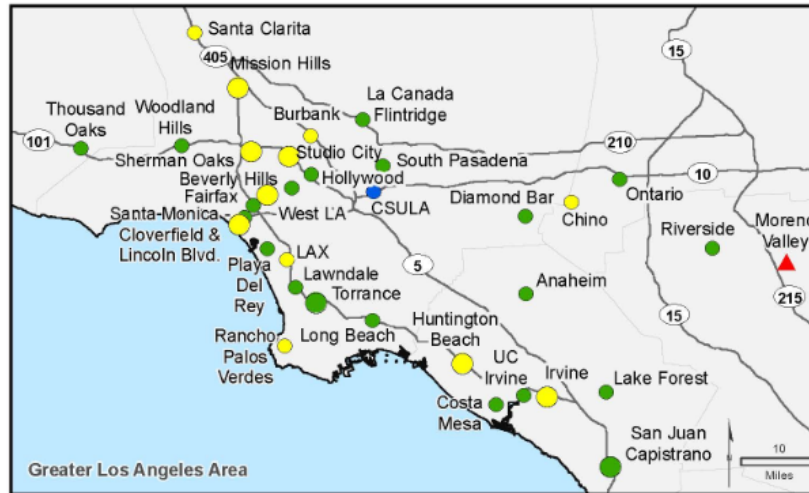 Santa Clarita
405
15
Mission Hills
La Canada
Flintridge
Burbank
Thousand
Oaks
Woodland
Hills
101
210
Sherman Oaks
Studio City
South Pasadena
10
Beverly Hills
Hollywood
Ontario
Fairfax
CSULA
Diamond Bar
Chino
Santa-Monica
Cloverfield &
Lincoln Blvd.
West LA
Riverside
Moreno
Valley
LAX
5
Playa
Del
Rey
Lawndale
Torrance
Anaheim
215
15
Long Beach
Huntington
Beach
Rancho
Palos
Verdes
UC
Irvine
Irvine
Lake Forest
Costa
Mesa
San Juan
Capistrano
10
Miles
Greater Los Angeles Area